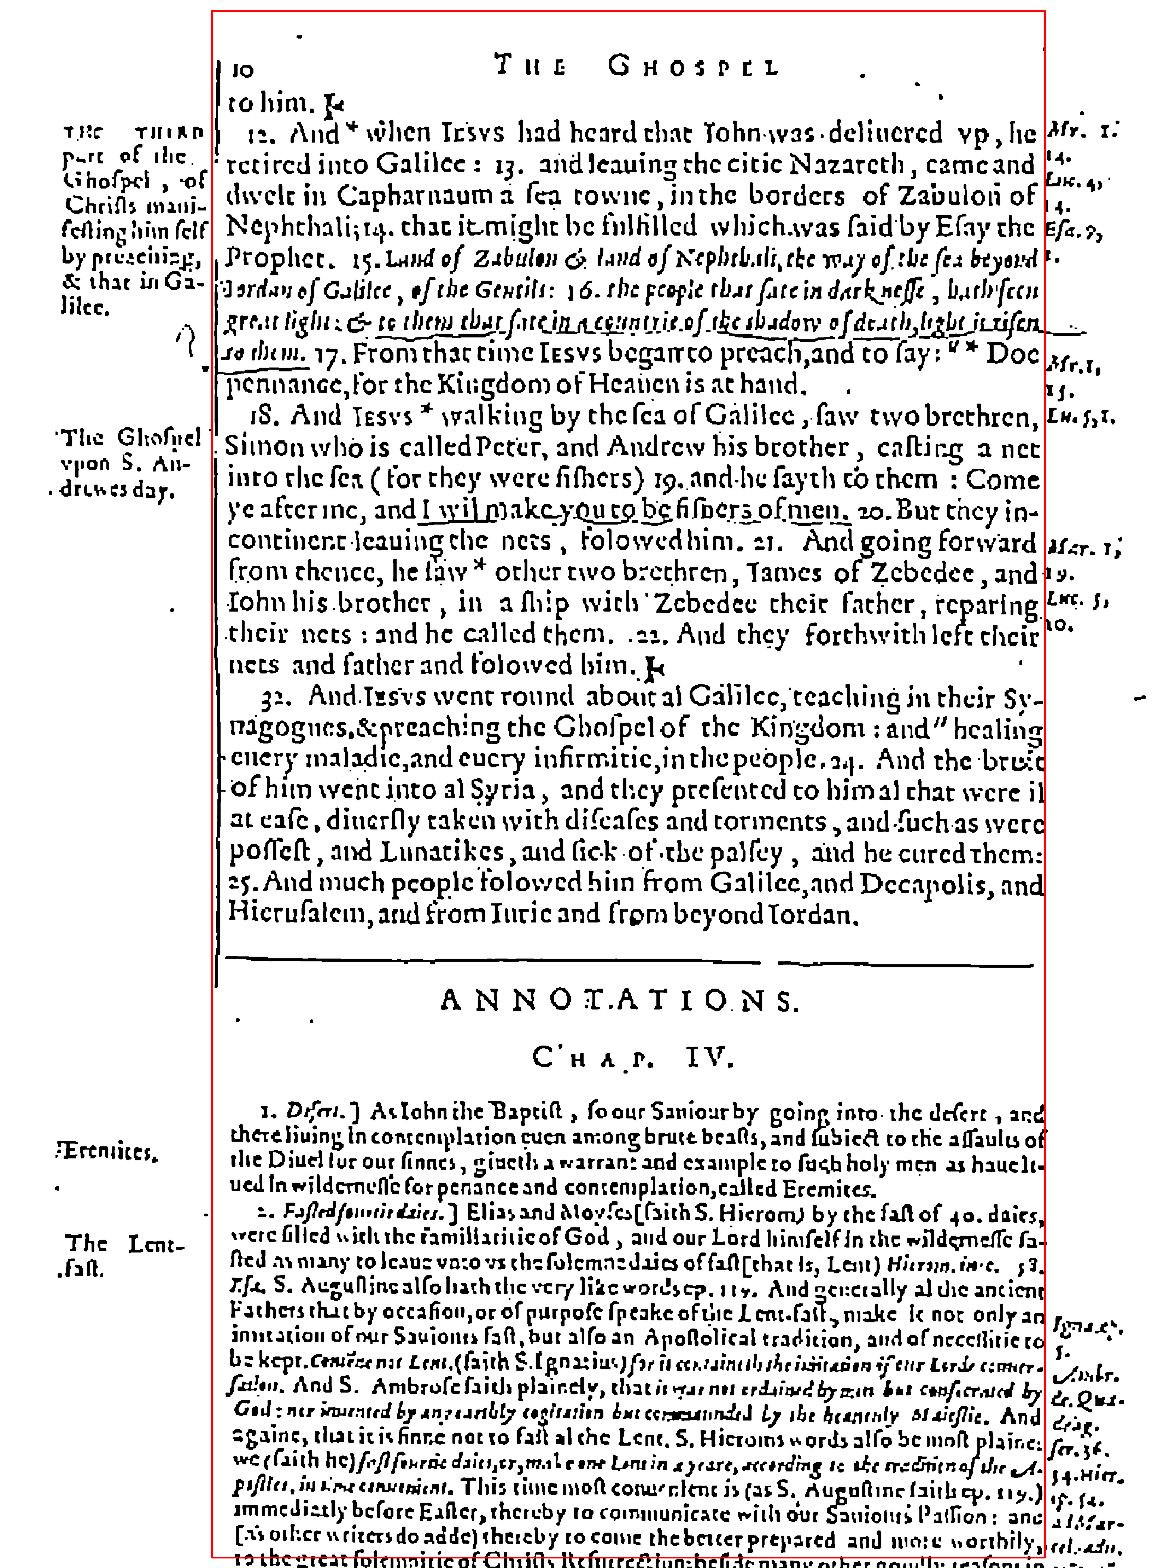 10 THE GHOSPEL
to him.
12. And * when IESVS had heard that Iohn was deliuered vp, he
retired into Galilee: 13. and leauing the citie Nazareth, came and
dwelt in Capharnaum a sea towne, in the borders of Zabulon of
Nephthali; 14. that it might be fulfilled which was said by Esay the
Prophet. 15. Land of Zabulon & land of Nephthali, the way of the sea beyond
Iordan of Galilee, of the Gentils: 16. the people that sate in darknesse, hath seen
great light: & to them that sate in a countrie of the shadow of death, light is risen
to them. 17. From that time IESVS began to preach, and to say: "* Doe
pennance, for the Kingdom of Heauen is at hand.
18. And IESVS * walking by the sea of Galilee, saw two brethren,
Simon who is called Peter, and Andrew his brother, casting a net
into the sea (for they were fishers) 19. and he sayth to them: Come
ye after me, and I wil make you to be fishers of men. 20. But they in-
continent leauing the nets, folowed him. 21. And going forward
from thence, he saw * other two brethren, Iames of Zebedee, and
Iohn his brother, in a ship with Zebedee their father, reparing
their nets: and he called them. 22. And they forthwith left their
nets and father and folowed him.
32. And IESVS went round about al Galilee, teaching in their Sy-
nagogues, & preaching the Ghospel of the Kingdom: and " healing
euery maladie, and euery infirmitie, in the people. 24. And the bruit
of him went into al Syria, and they presented to him al that were il
at ease, diuersly taken with diseases and torments, and such as were
possest, and Lunatikes, and sick of the palsey, and he cured them:
25. And much people folowed him from Galilee, and Decapolis, and
Hierusalem, and from Iurie and from beyond Iordan.
THE THIRD
part of the
Ghospel, of
Christs mani-
festing him self
by preaching,
& that in Ga-
lilee.
The Ghospel
vpon S. An-
drewes day.
Mr. 1.
14.
Luc. 4,
14.
Esa. 9,
1.
Mr. 1,
15.
Lu. 5, 1.
Mar. 1,
19.
Luc. 5,
10.
ANNOTATIONS.
CHAP. IV.
1. Desert.] As Iohn the Baptist, so our Sauiour by going into the desert, and
there liuing in contemplation euen among brute beasts, and subiect to the assaults of
the Diuel for our sinnes, giueth a warrant and example to such holy men as haue li-
ued in wildernesse for penance and contemplation, called Eremites.
2. Fasted fourtie daies.] Elias and Moyses [saith S. Hierom) by the fast of 40. daies,
were filled with the familiaritie of God, and our Lord himself in the wildernesse fa-
sted as many to leaue vnto vs the solemne daies of fast [that is, Lent) Hierom. in c. 58.
Esa. S. Augustine also hath the very like words ep. 119. And generally al the ancient
Fathers that by occasion, or of purpose speake of the Lent-fast, make it not only an
imitation of our Sauiours fast, but also an Apostolical tradition, and of necessitie to
be kept. Contemne not Lent. (saith S. Ignatius) for it containeth the imitation of our Lords conuer-
sation. And S. Ambrose saith plainely, that it was not ordained by men but consecrated by
God: nor inuented by any earthly cogitation but commanded by the heauenly Maiestie. And
againe, that it is sinne not to fast al the Lent. S. Hieroms words also be most plaine:
we (saith he) fast fourtie daies, or, make one Lent in a yeare, according to the tradition of the A-
postles, in time conuenient. This time most conuenient is (as S. Augustine saith ep. 119.)
immediatly before Easter, thereby to communicate with our Sauiours Passion: and
[as other writers do adde) thereby to come the better prepared and more worthily,
to the great solemnitie of Christs Resurrection: beside many other goodly reasons in
Eremites.
The Lent-
fast.
Ignat. ep.
5.
Ambr.
de Qua-
drag.
ser. 36.
34. Hier.
ep. 54.
ad Mar-
cel. adu.